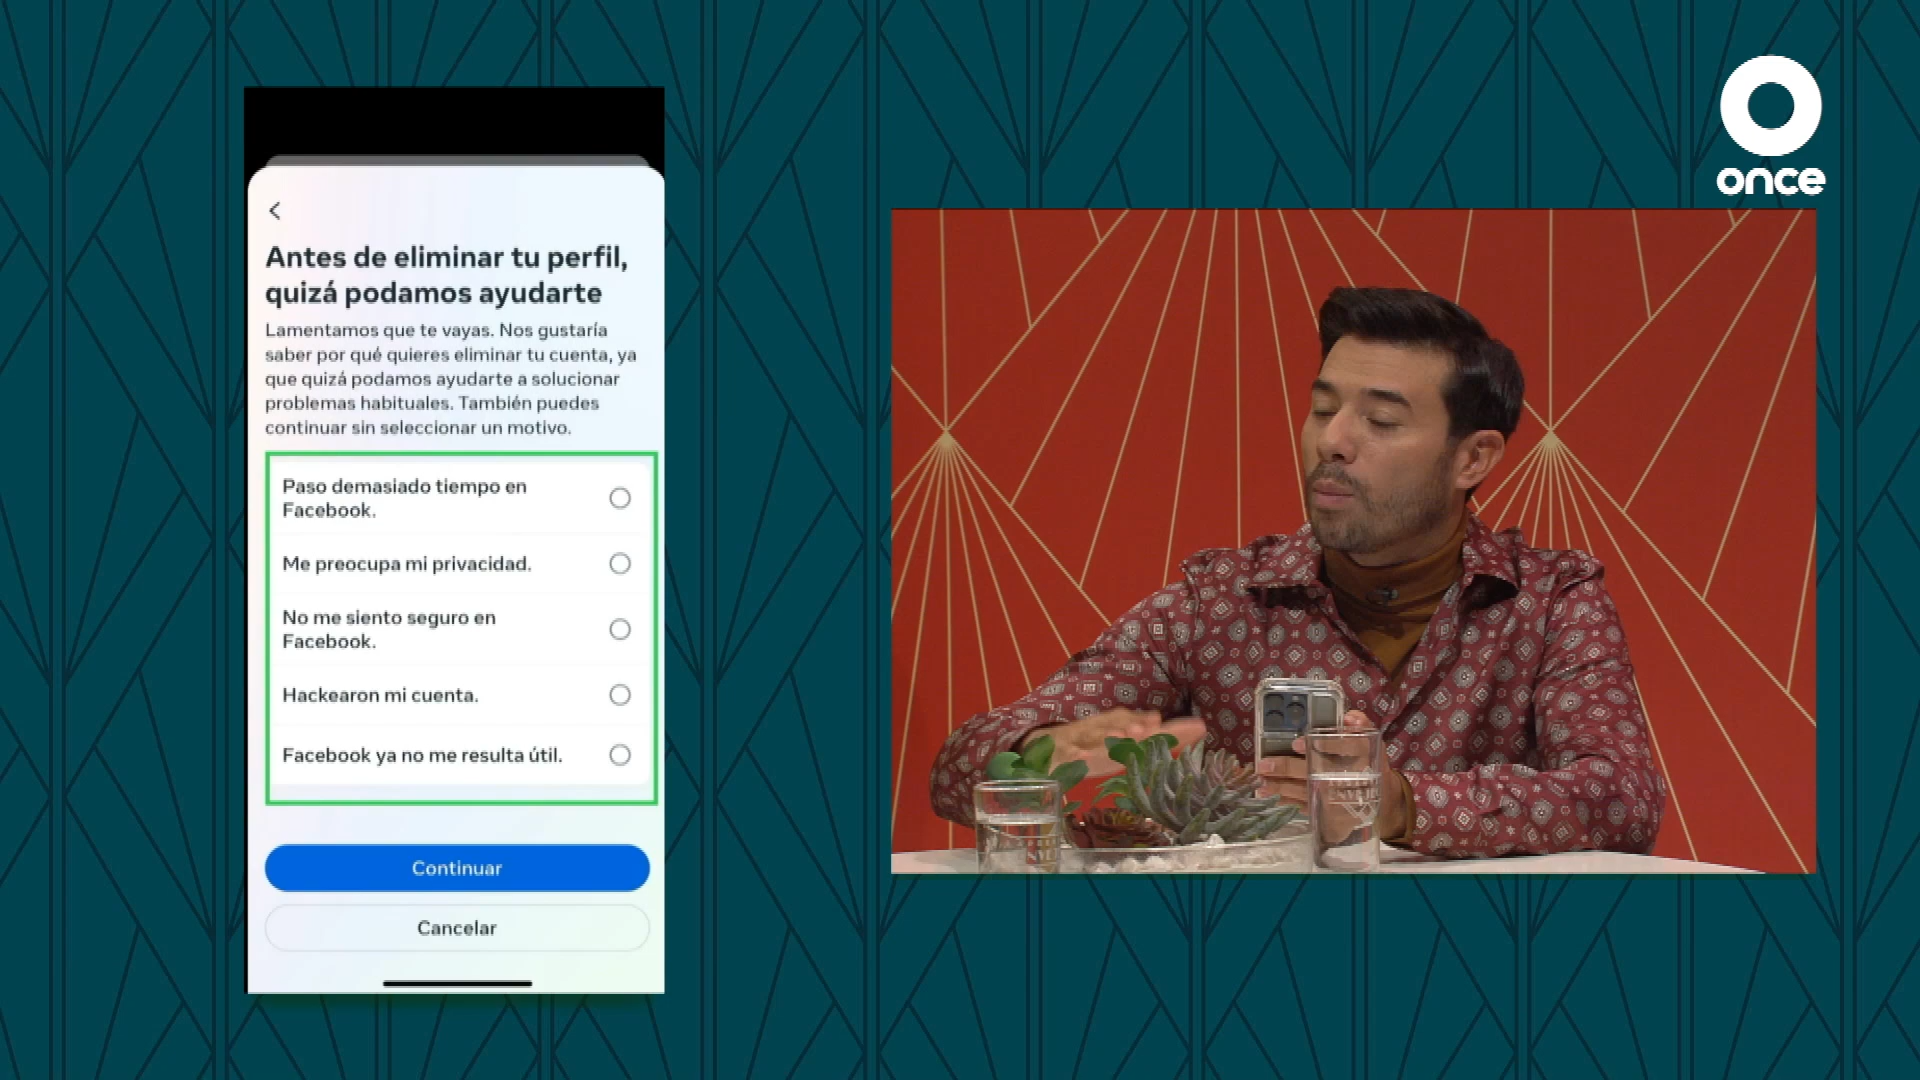 once
Antes de eliminar tu perfil,
quizá podamos ayudarte
Lamentamos que te vayas. Nos gustaría
saber por qué quieres eliminar tu cuenta, ya
que quizá podamos ayudarte a solucionar
problemas habituales. También puedes
continuar sin seleccionar un motivo.
Paso demasiado tiempo en
Facebook.
Me preocupa mi privacidad.
No me siento seguro en
Facebook.
Hackearon mi cuenta.
Facebook ya no me resulta útil.
Continuar
Cancelar